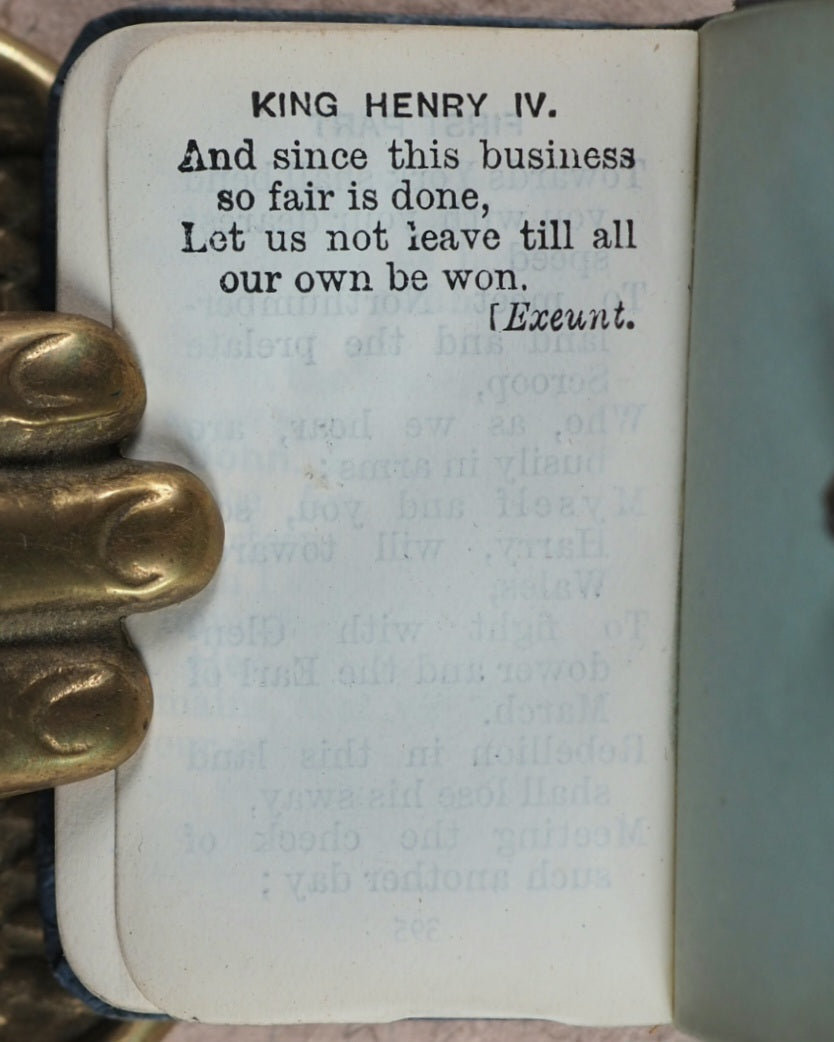 KING HENRY IV.
And since this business
so fair is done,
Let us not leave till all
our own be won.
[Exeunt.